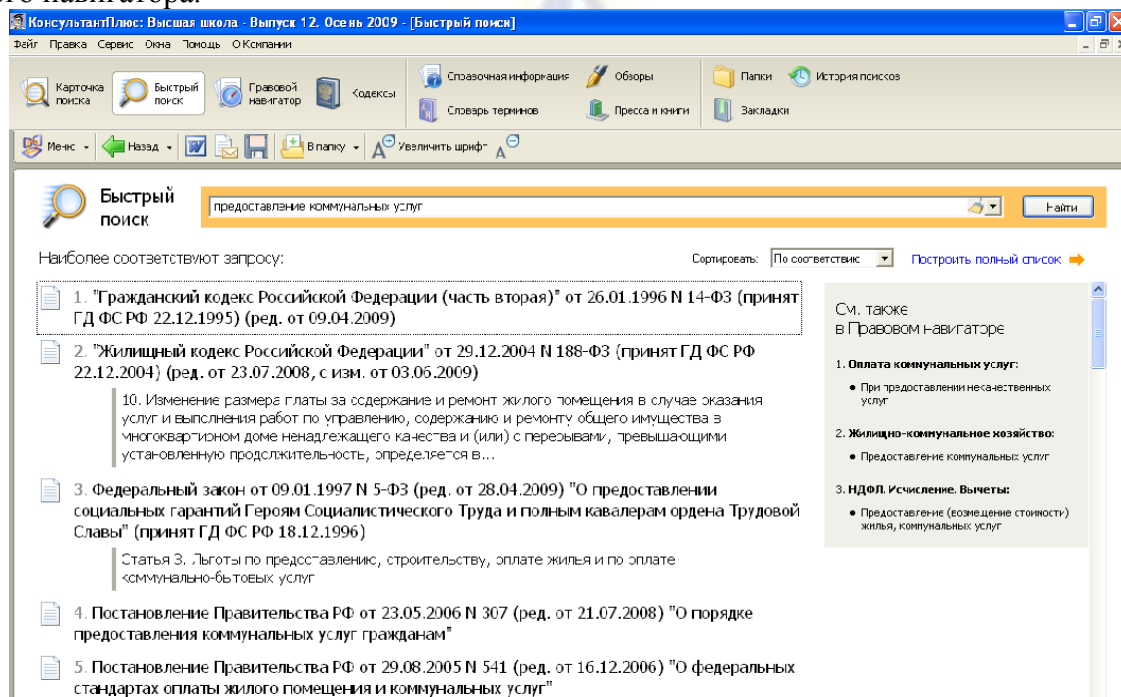 ого навигатора.
КонсультантПлюс: Высшая школа - Выпуск 12. Осень 2009 - [Быстрый поиск]
Файл Правка Сервис Окна Помощь О Компании
Карточка поиска
Быстрый поиск
Правовой навигатор
Кодексы
Справочная информация
Обзоры
Папки
История поисков
Словарь терминов
Пресса и книги
Закладки
Меню
Назад
В папку
Увеличить шрифт
Быстрый поиск
предоставление коммунальных услуг
Найти
Наиболее соответствуют запросу:
Сортировать: По соответствию
Построить полный список
1. "Гражданский кодекс Российской Федерации (часть вторая)" от 26.01.1996 N 14-ФЗ (принят
ГД ФС РФ 22.12.1995) (ред. от 09.04.2009)
2. "Жилищный кодекс Российской Федерации" от 29.12.2004 N 188-ФЗ (принят ГД ФС РФ
22.12.2004) (ред. от 23.07.2008, с изм. от 03.06.2009)
10. Изменение размера платы за содержание и ремонт жилого помещения в случае оказания
услуг и выполнения работ по управлению, содержанию и ремонту общего имущества в
многоквартирном доме ненадлежащего качества и (или) с перерывами, превышающими
установленную продолжительность, определяется в...
3. Федеральный закон от 09.01.1997 N 5-ФЗ (ред. от 28.04.2009) "О предоставлении
социальных гарантий Героям Социалистического Труда и полным кавалерам ордена Трудовой
Славы" (принят ГД ФС РФ 18.12.1996)
Статья 3. Льготы по предоставлению, строительству, оплате жилья и по оплате
коммунально-бытовых услуг
4. Постановление Правительства РФ от 23.05.2006 N 307 (ред. от 21.07.2008) "О порядке
предоставления коммунальных услуг гражданам"
5. Постановление Правительства РФ от 29.08.2005 N 541 (ред. от 16.12.2006) "О федеральных
стандартах оплаты жилого помещения и коммунальных услуг"
См. также
в Правовом навигаторе
1. Оплата коммунальных услуг:
При предоставлении некачественных
услуг
2. Жилищно-коммунальное хозяйство:
Предоставление коммунальных услуг
3. НДФЛ. Исчисление. Вычеты:
Предоставление (возмещение стоимости)
жилья, коммунальных услуг